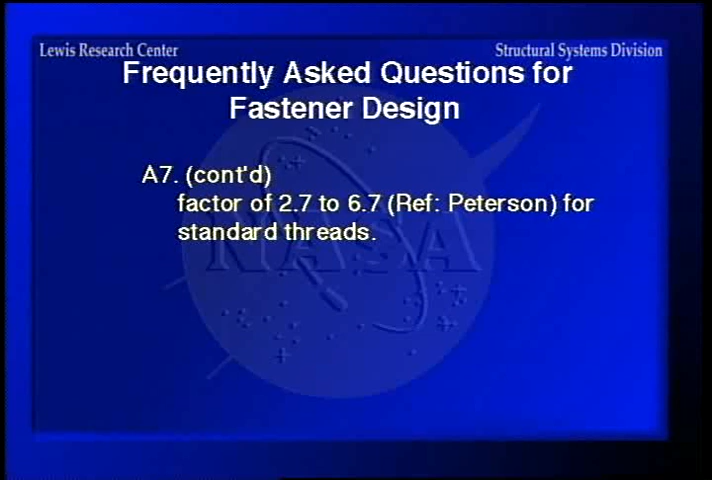 Lewis Research Center
Structural Systems Division
Frequently Asked Questions for
Fastener Design
A7. (cont'd)
factor of 2.7 to 6.7 (Ref: Peterson) for
standard threads.
NASA